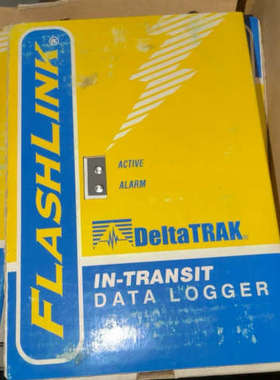 FLASHLINK®
ACTIVE
ALARM
DeltaTRAK®
IN-TRANSIT
DATA LOGGER